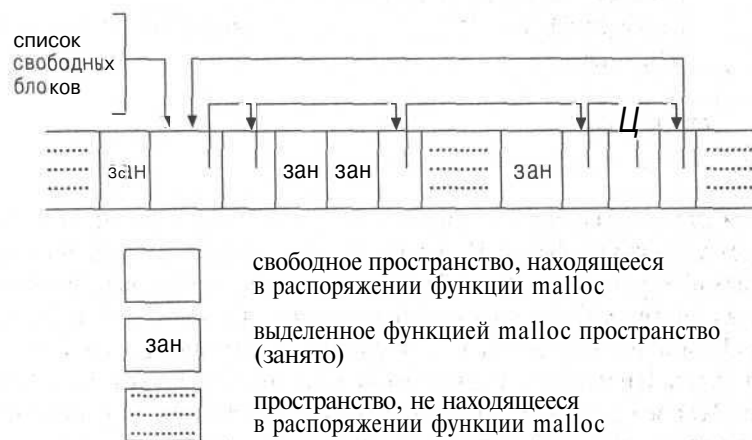 список
свободных
блоков
Ц
зан зан зан зан
свободное пространство, находящееся
в распоряжении функции malloc
зан
выделенное функцией malloc пространство
(занято)
пространство, не находящееся
в распоряжении функции malloc